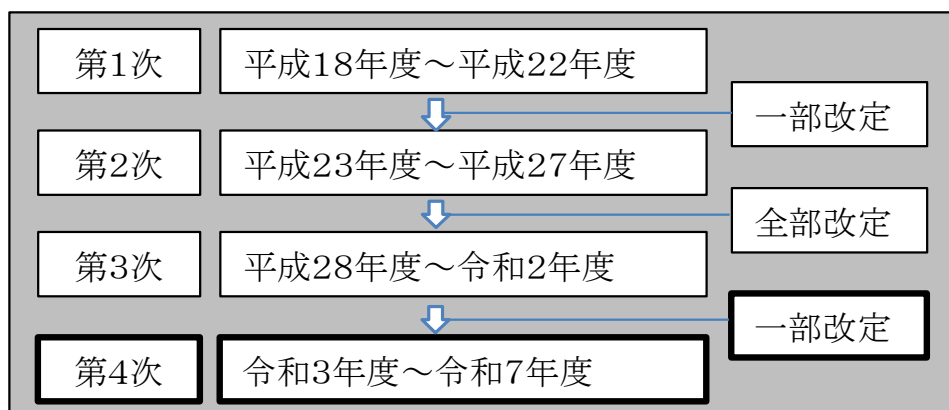 第1次
平成18年度～平成22年度
一部改定
第2次
平成23年度～平成27年度
全部改定
第3次
平成28年度～令和2年度
一部改定
第4次
令和3年度～令和7年度